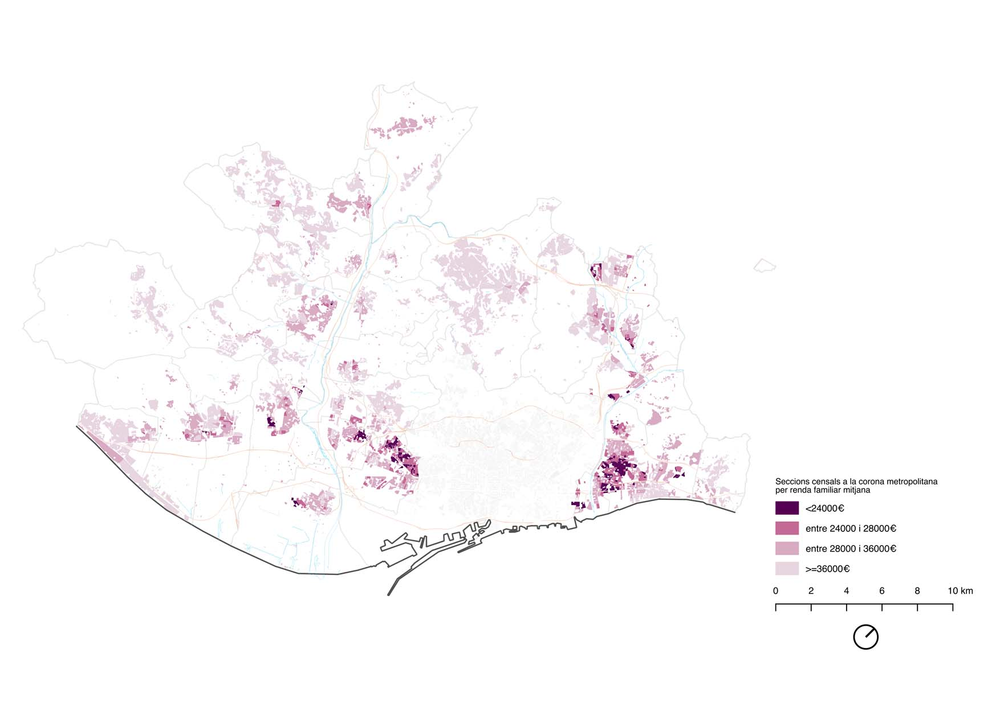 Seccions censals a la corona metropolitana
per renda familiar mitjana
<24000€
entre 24000 i 28000€
entre 28000 i 36000€
>=36000€
0 2 4 6 8 10 km